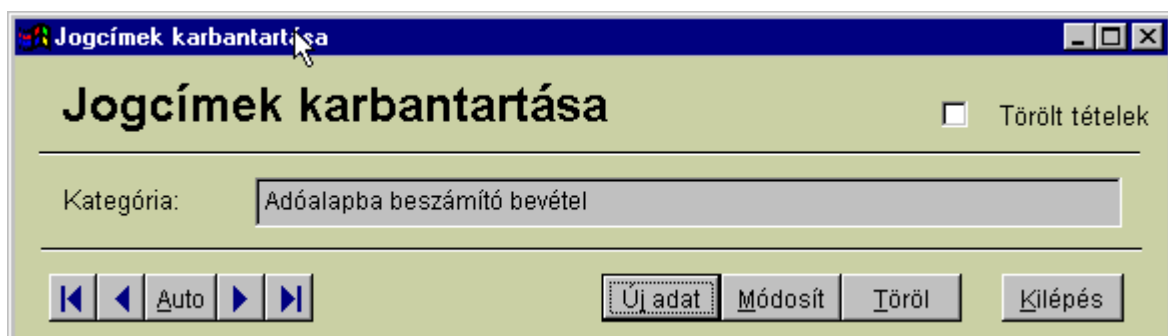 Jogcímek karbantartása
Jogcímek karbantartása
Törölt tételek
Kategória: Adóalapba beszámító bevétel
Auto Új adat Módosít Töröl Kilépés